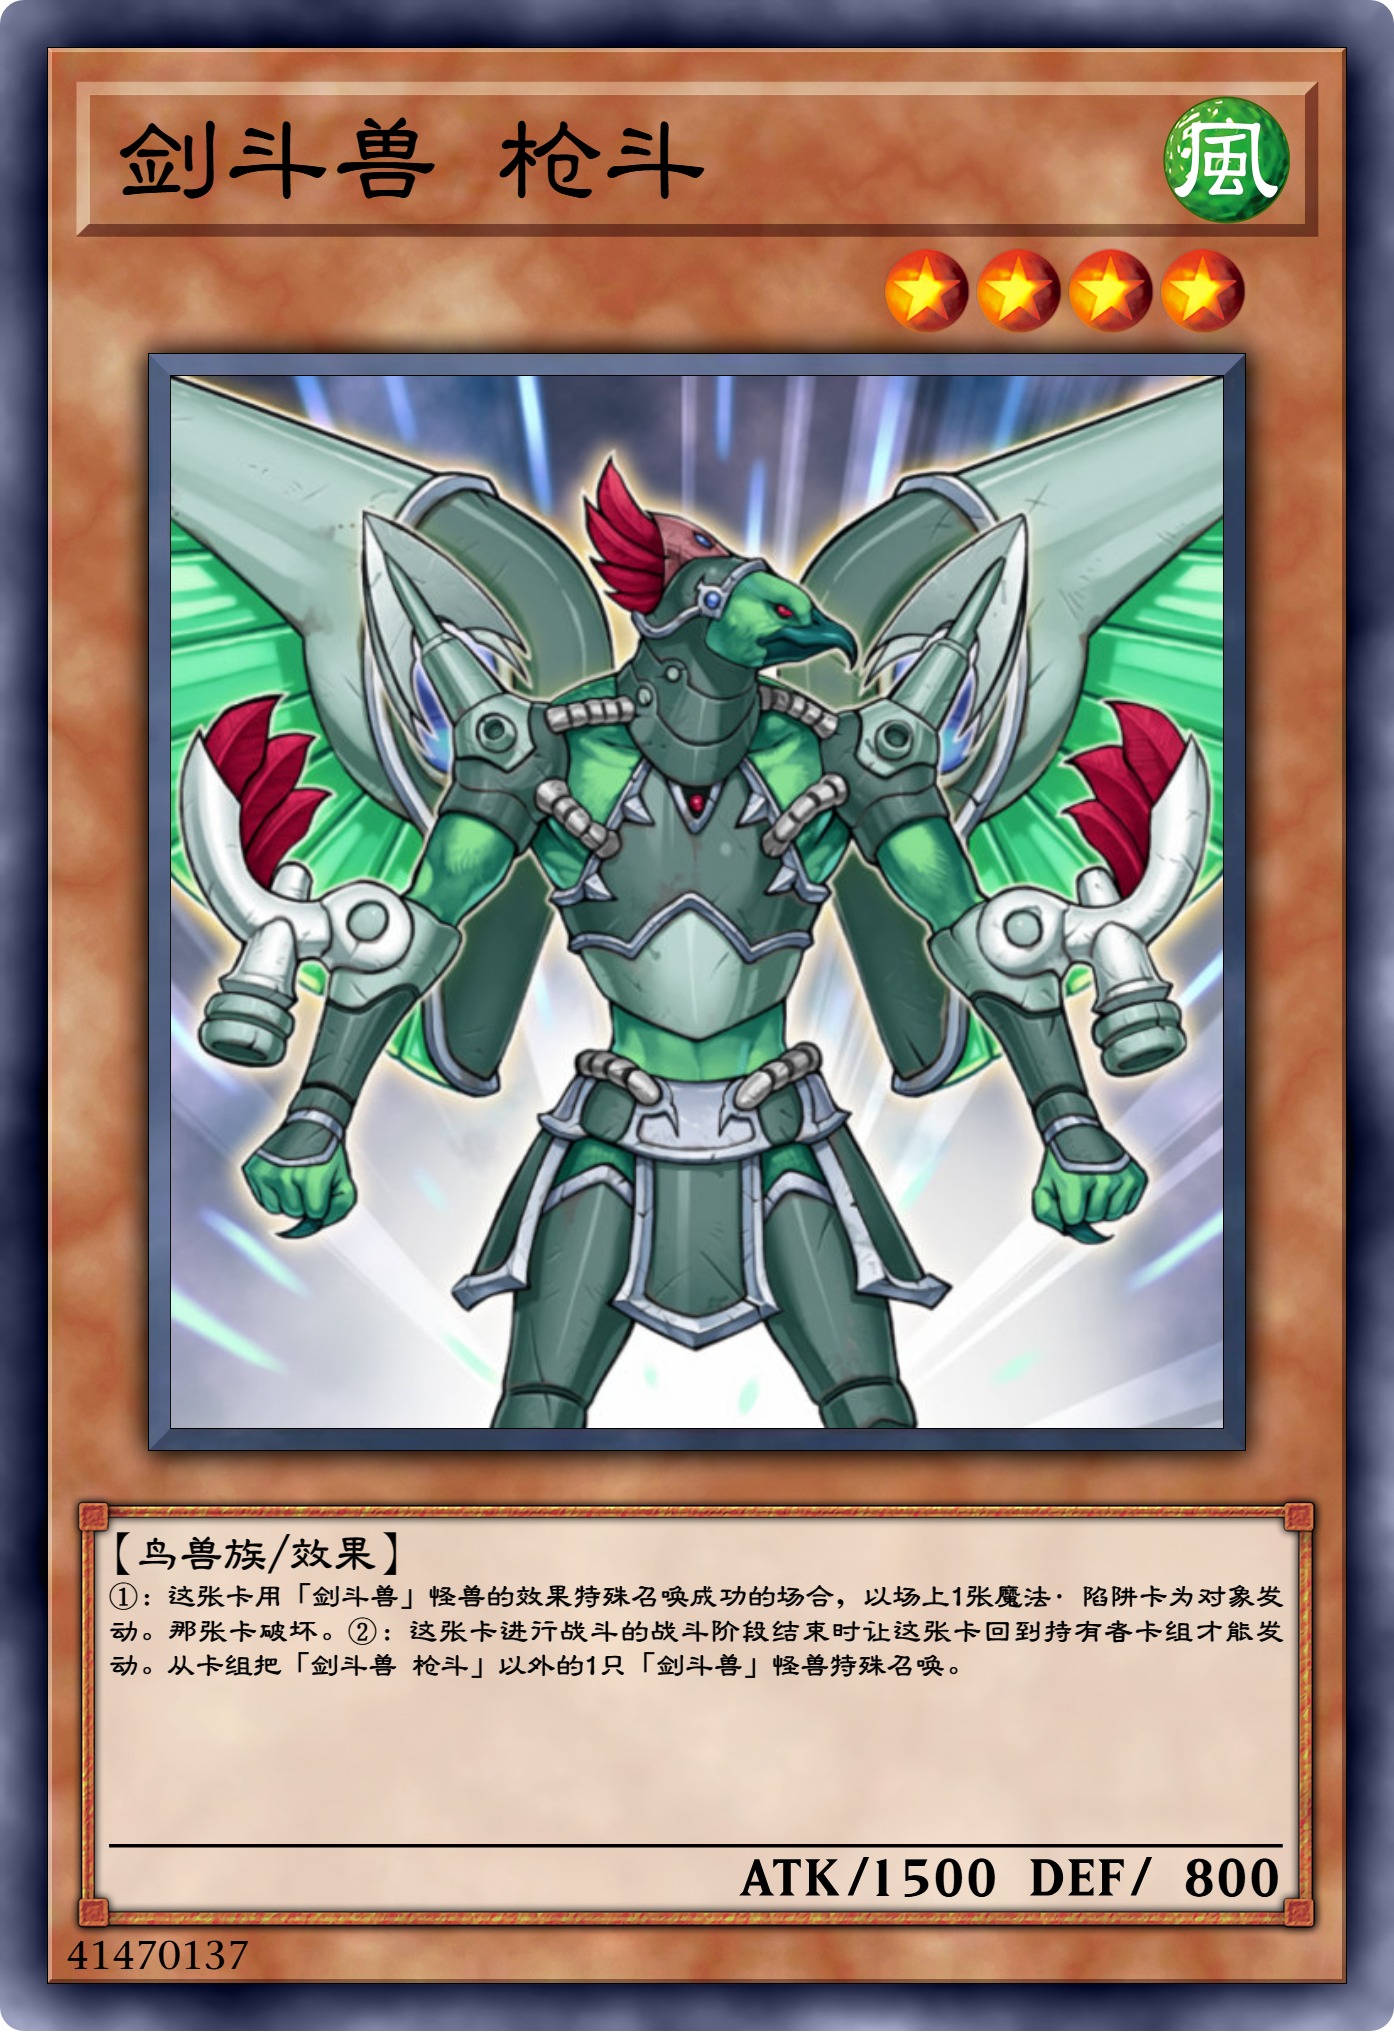 剑斗兽 枪斗
風
【鸟兽族/效果】
①：这张卡用「剑斗兽」怪兽的效果特殊召唤成功的场合，以场上1张魔法·陷阱卡为对象发
动。那张卡破坏。②：这张卡进行战斗的战斗阶段结束时让这张卡回到持有者卡组才能发
动。从卡组把「剑斗兽 枪斗」以外的1只「剑斗兽」怪兽特殊召唤。
ATK/1500 DEF/ 800
41470137